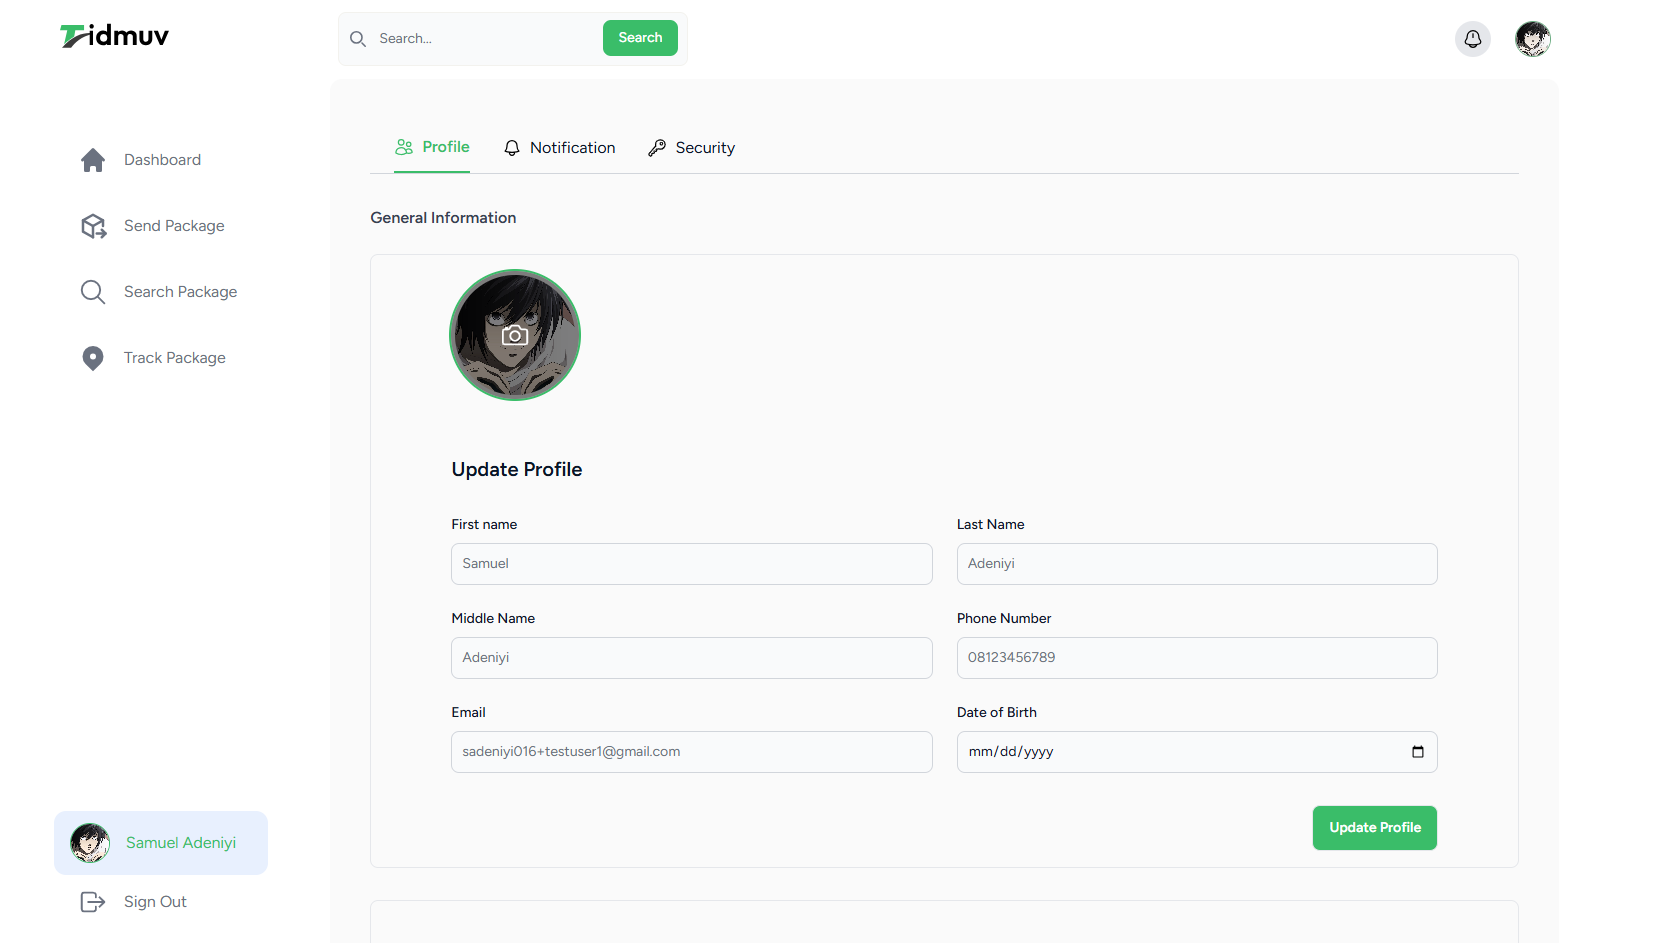 Tidmuv
Search...
Search
Dashboard
Send Package
Search Package
Track Package
Samuel Adeniyi
Sign Out
Profile
Notification
Security
General Information
Update Profile
First name
Last Name
Samuel
Adeniyi
Middle Name
Phone Number
Adeniyi
08123456789
Email
Date of Birth
sadeniyi016+testuser1@gmail.com
mm/dd/yyyy
Update Profile